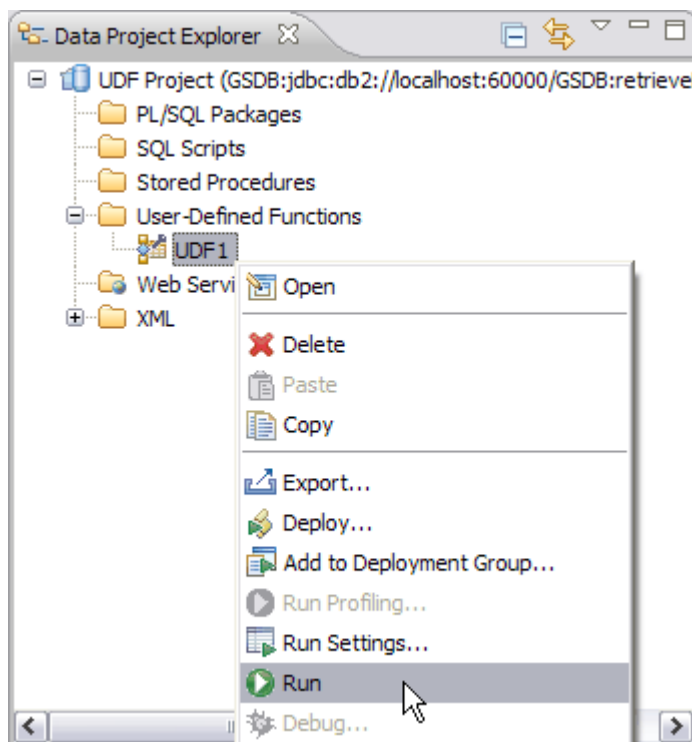 Data Project Explorer
UDF Project (GSDB:jdbc:db2://localhost:60000/GSDB:retrieve
PL/SQL Packages
SQL Scripts
Stored Procedures
User-Defined Functions
UDF1
Web Servi
XML
Open
Delete
Paste
Copy
Export...
Deploy...
Add to Deployment Group...
Run Profiling...
Run Settings...
Run
Debug...